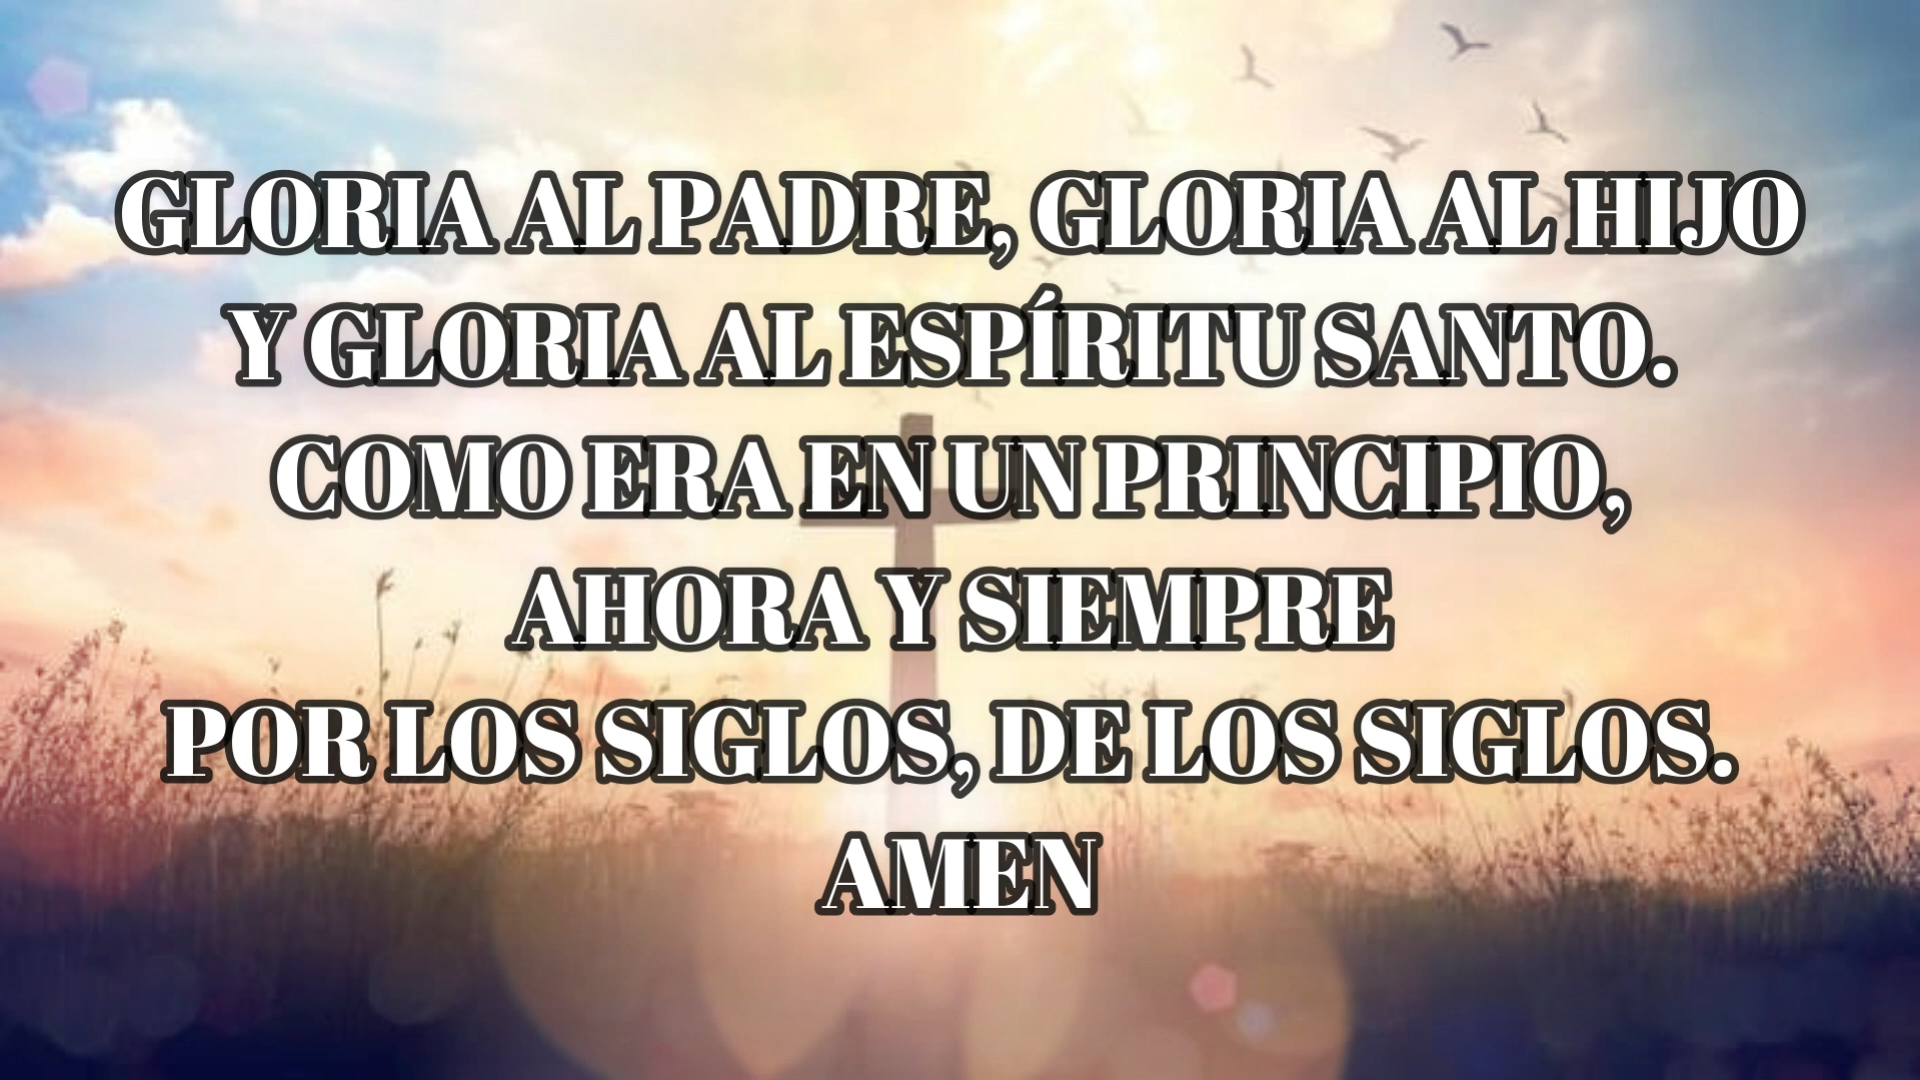 GLORIA AL PADRE, GLORIA AL HIJO
Y GLORIA AL ESPÍRITU SANTO.
COMO ERA EN UN PRINCIPIO,
AHORA Y SIEMPRE
POR LOS SIGLOS, DE LOS SIGLOS.
AMEN